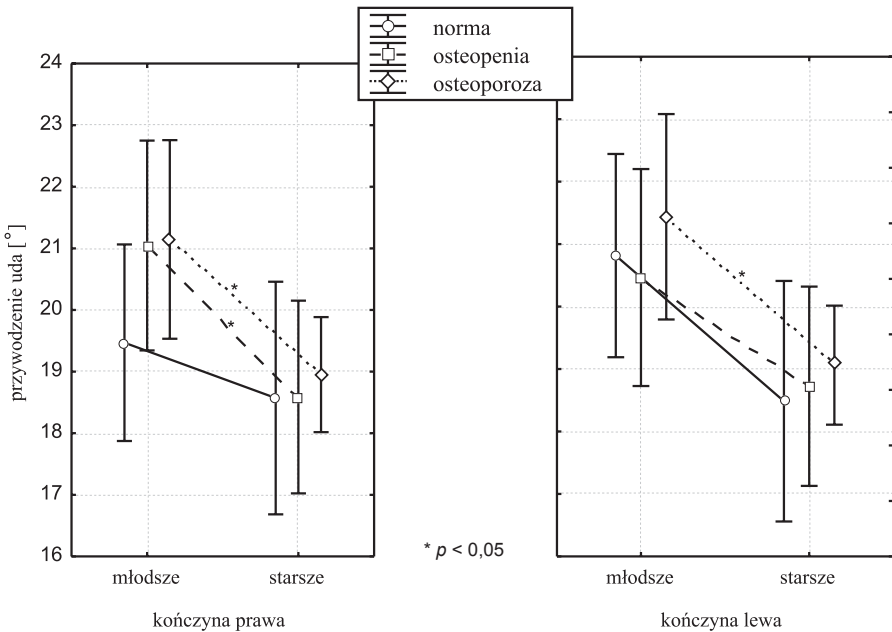 norma
osteopenia
osteoporoza
przywodzenie uda [°]
24
23
22
21
20
19
18
17
16
*
*
*
* p < 0,05
młodsze starsze
młodsze starsze
kończyna prawa
kończyna lewa